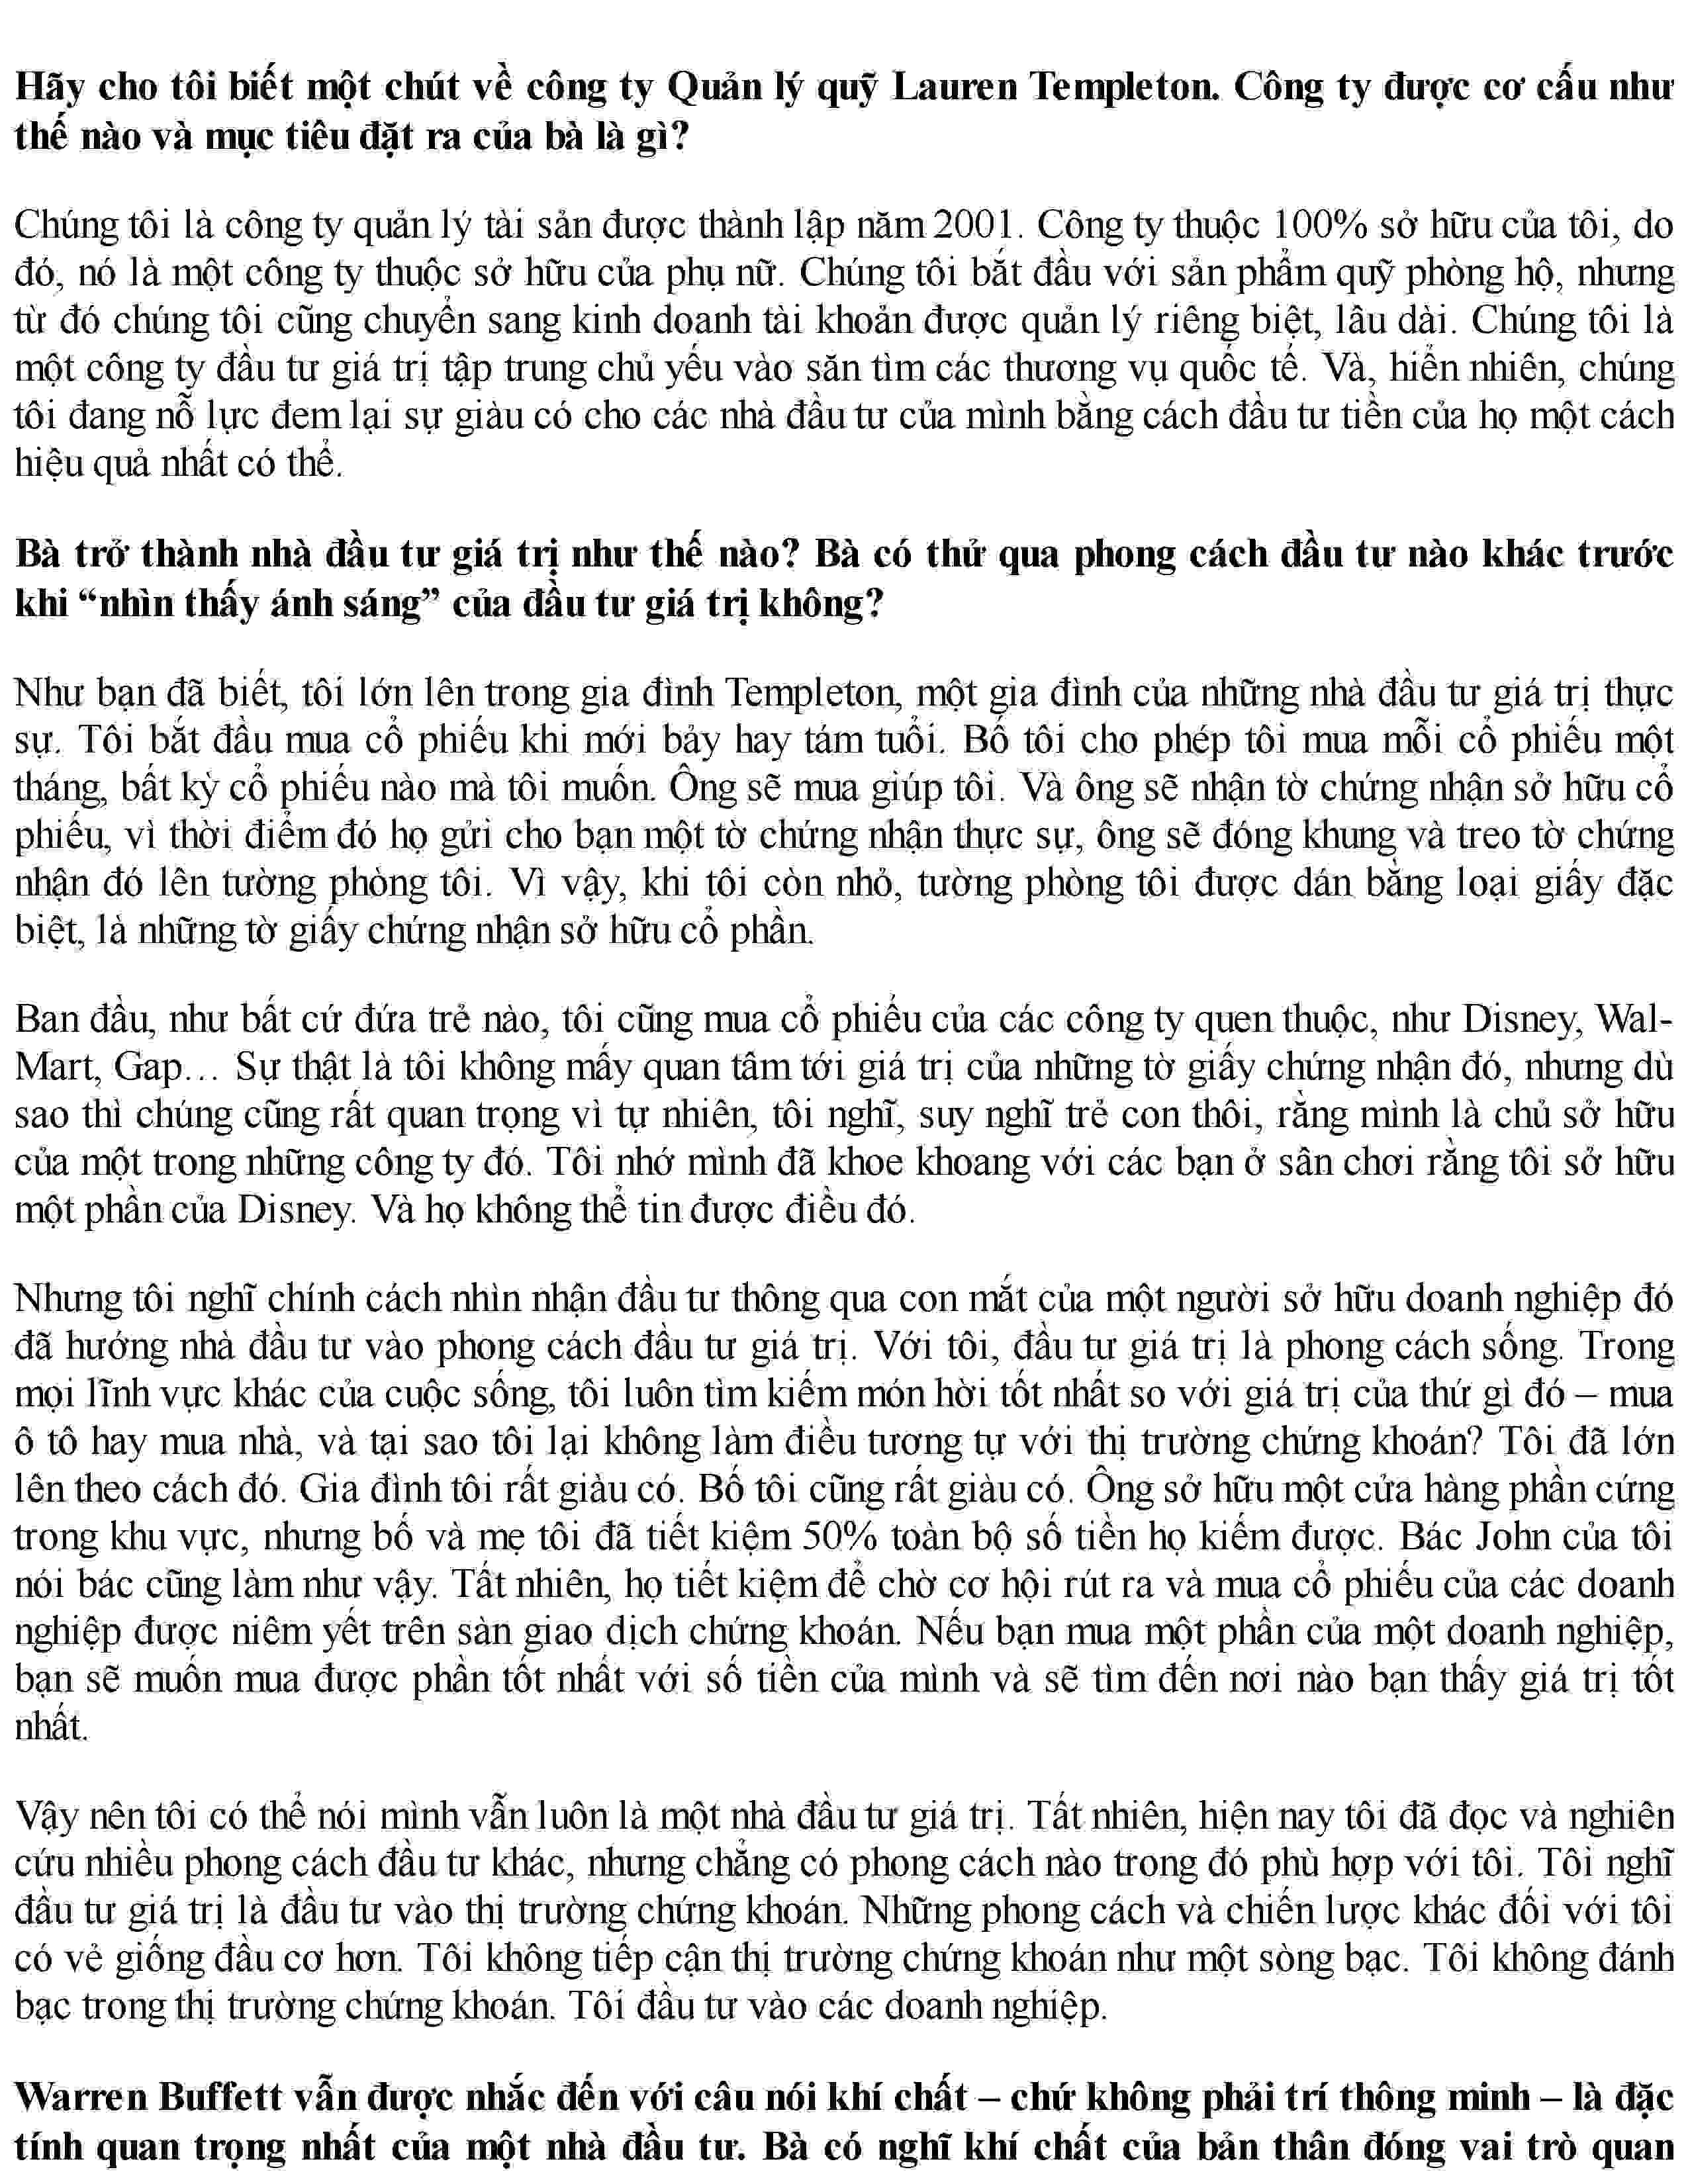 Hãy cho tôi biết một chút về công ty Quản lý quỹ Lauren Templeton. Công ty được cơ cấu như
thế nào và mục tiêu đặt ra của bà là gì?
Chúng tôi là công ty quản lý tài sản được thành lập năm 2001. Công ty thuộc 100% sở hữu của tôi, do
đó, nó là một công ty thuộc sở hữu của phụ nữ. Chúng tôi bắt đầu với sản phẩm quỹ phòng hộ, nhưng
từ đó chúng tôi cũng chuyển sang kinh doanh tài khoản được quản lý riêng biệt, lâu dài. Chúng tôi là
một công ty đầu tư giá trị tập trung chủ yếu vào săn tìm các thương vụ quốc tế. Và, hiển nhiên, chúng
tôi đang nỗ lực đem lại sự giàu có cho các nhà đầu tư của mình bằng cách đầu tư tiền của họ một cách
hiệu quả nhất có thể.
Bà trở thành nhà đầu tư giá trị như thế nào? Bà có thử qua phong cách đầu tư nào khác trước
khi “nhìn thấy ánh sáng” của đầu tư giá trị không?
Như bạn đã biết, tôi lớn lên trong gia đình Templeton, một gia đình của những nhà đầu tư giá trị thực
sự. Tôi bắt đầu mua cổ phiếu khi mới bảy hay tám tuổi. Bố tôi cho phép tôi mua mỗi cổ phiếu một
tháng, bất kỳ cổ phiếu nào mà tôi muốn. Ông sẽ mua giúp tôi. Và ông sẽ nhận tờ chứng nhận sở hữu cổ
phiếu, vì thời điểm đó họ gửi cho bạn một tờ chứng nhận thực sự, ông sẽ đóng khung và treo tờ chứng
nhận đó lên tường phòng tôi. Vì vậy, khi tôi còn nhỏ, tường phòng tôi được dán bằng loại giấy đặc
biệt, là những tờ giấy chứng nhận sở hữu cổ phần.
Ban đầu, như bất cứ đứa trẻ nào, tôi cũng mua cổ phiếu của các công ty quen thuộc, như Disney, Wal-
Mart, Gap… Sự thật là tôi không mấy quan tâm tới giá trị của những tờ giấy chứng nhận đó, nhưng dù
sao thì chúng cũng rất quan trọng vì tự nhiên, tôi nghĩ, suy nghĩ trẻ con thôi, rằng mình là chủ sở hữu
của một trong những công ty đó. Tôi nhớ mình đã khoe khoang với các bạn ở sân chơi rằng tôi sở hữu
một phần của Disney. Và họ không thể tin được điều đó.
Nhưng tôi nghĩ chính cách nhìn nhận đầu tư thông qua con mắt của một người sở hữu doanh nghiệp đó
đã hướng nhà đầu tư vào phong cách đầu tư giá trị. Với tôi, đầu tư giá trị là phong cách sống. Trong
mọi lĩnh vực khác của cuộc sống, tôi luôn tìm kiếm món hời tốt nhất so với giá trị của thứ gì đó – mua
ô tô hay mua nhà, và tại sao tôi lại không làm điều tương tự với thị trường chứng khoán? Tôi đã lớn
lên theo cách đó. Gia đình tôi rất giàu có. Bố tôi cũng rất giàu có. Ông sở hữu một cửa hàng phần cứng
trong khu vực, nhưng bố và mẹ tôi đã tiết kiệm 50% toàn bộ số tiền họ kiếm được. Bác John của tôi
nói bác cũng làm như vậy. Tất nhiên, họ tiết kiệm để chờ cơ hội rút ra và mua cổ phiếu của các doanh
nghiệp được niêm yết trên sàn giao dịch chứng khoán. Nếu bạn mua một phần của một doanh nghiệp,
bạn sẽ muốn mua được phần tốt nhất với số tiền của mình và sẽ tìm đến nơi nào bạn thấy giá trị tốt
nhất.
Vậy nên tôi có thể nói mình vẫn luôn là một nhà đầu tư giá trị. Tất nhiên, hiện nay tôi đã đọc và nghiên
cứu nhiều phong cách đầu tư khác, nhưng chẳng có phong cách nào trong đó phù hợp với tôi. Tôi nghĩ
đầu tư giá trị là đầu tư vào thị trường chứng khoán. Những phong cách và chiến lược khác đối với tôi
có vẻ giống đầu cơ hơn. Tôi không tiếp cận thị trường chứng khoán như một sòng bạc. Tôi không đánh
bạc trong thị trường chứng khoán. Tôi đầu tư vào các doanh nghiệp.
Warren Buffett vẫn được nhắc đến với câu nói khí chất – chứ không phải trí thông minh – là đặc
tính quan trọng nhất của một nhà đầu tư. Bà có nghĩ khí chất của bản thân đóng vai trò quan